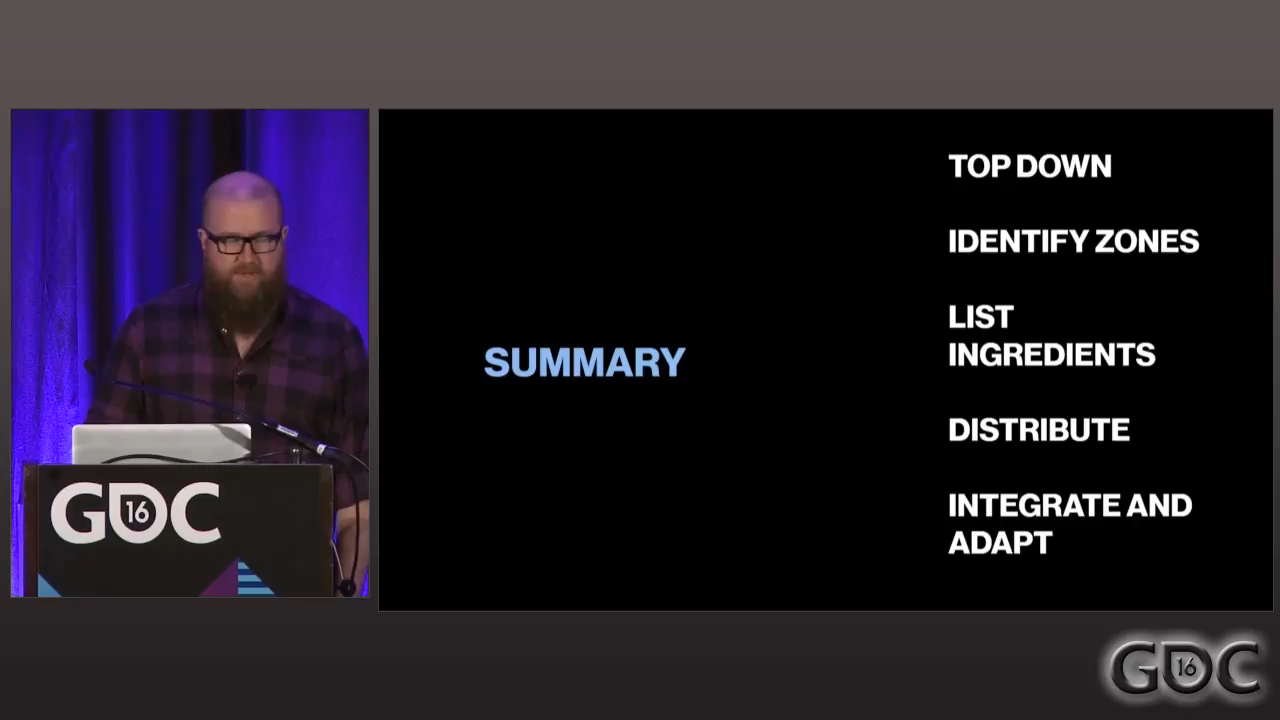 SUMMARY
TOP DOWN
IDENTIFY ZONES
LIST
INGREDIENTS
DISTRIBUTE
INTEGRATE AND
ADAPT
GDC
16
GDC
16